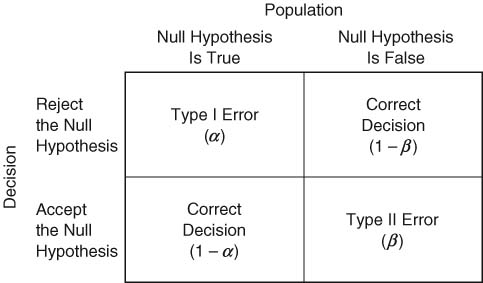 Population
Null Hypothesis
Is True
Null Hypothesis
Is False
Decision
Reject
the Null
Hypothesis
Type I Error
(α)
Correct
Decision
(1 – β)
Accept
the Null
Hypothesis
Correct
Decision
(1 – α)
Type II Error
(β)